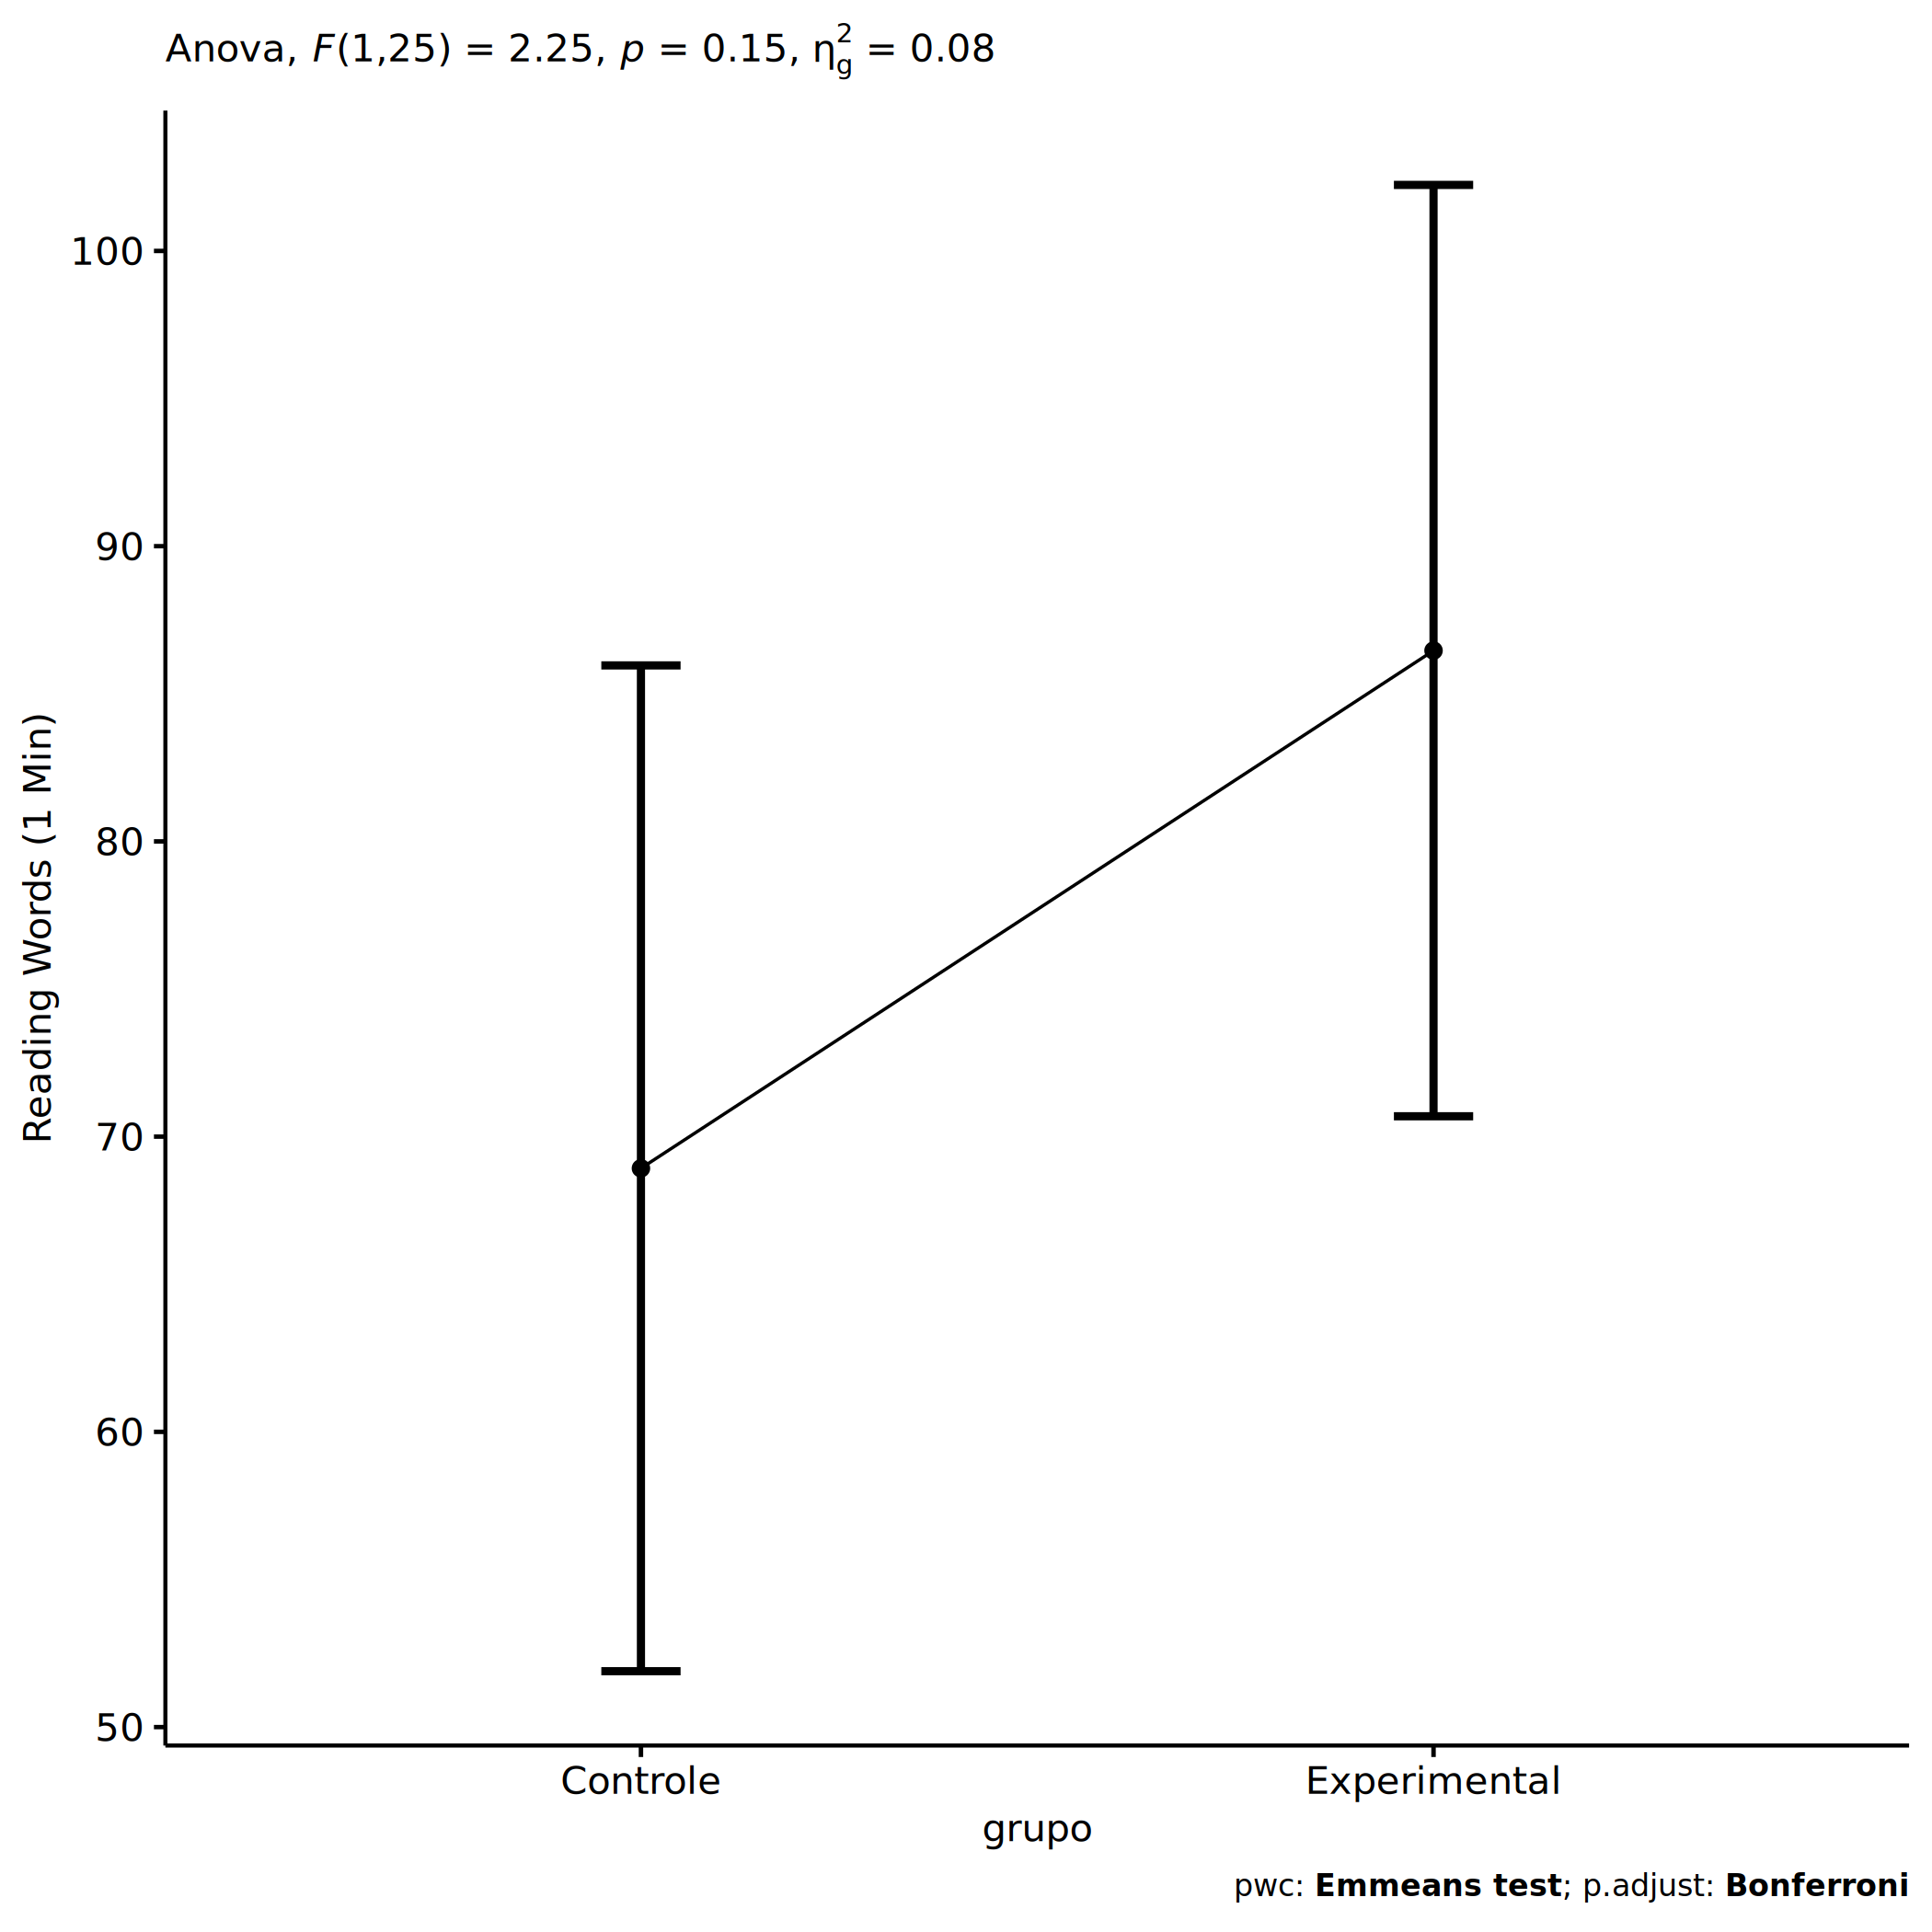 Anova, F(1,25) = 2.25, p = 0.15, η²g = 0.08
Reading Words (1 Min)
100
90
80
70
60
50
Controle Experimental
grupo
pwc: Emmeans test; p.adjust: Bonferroni